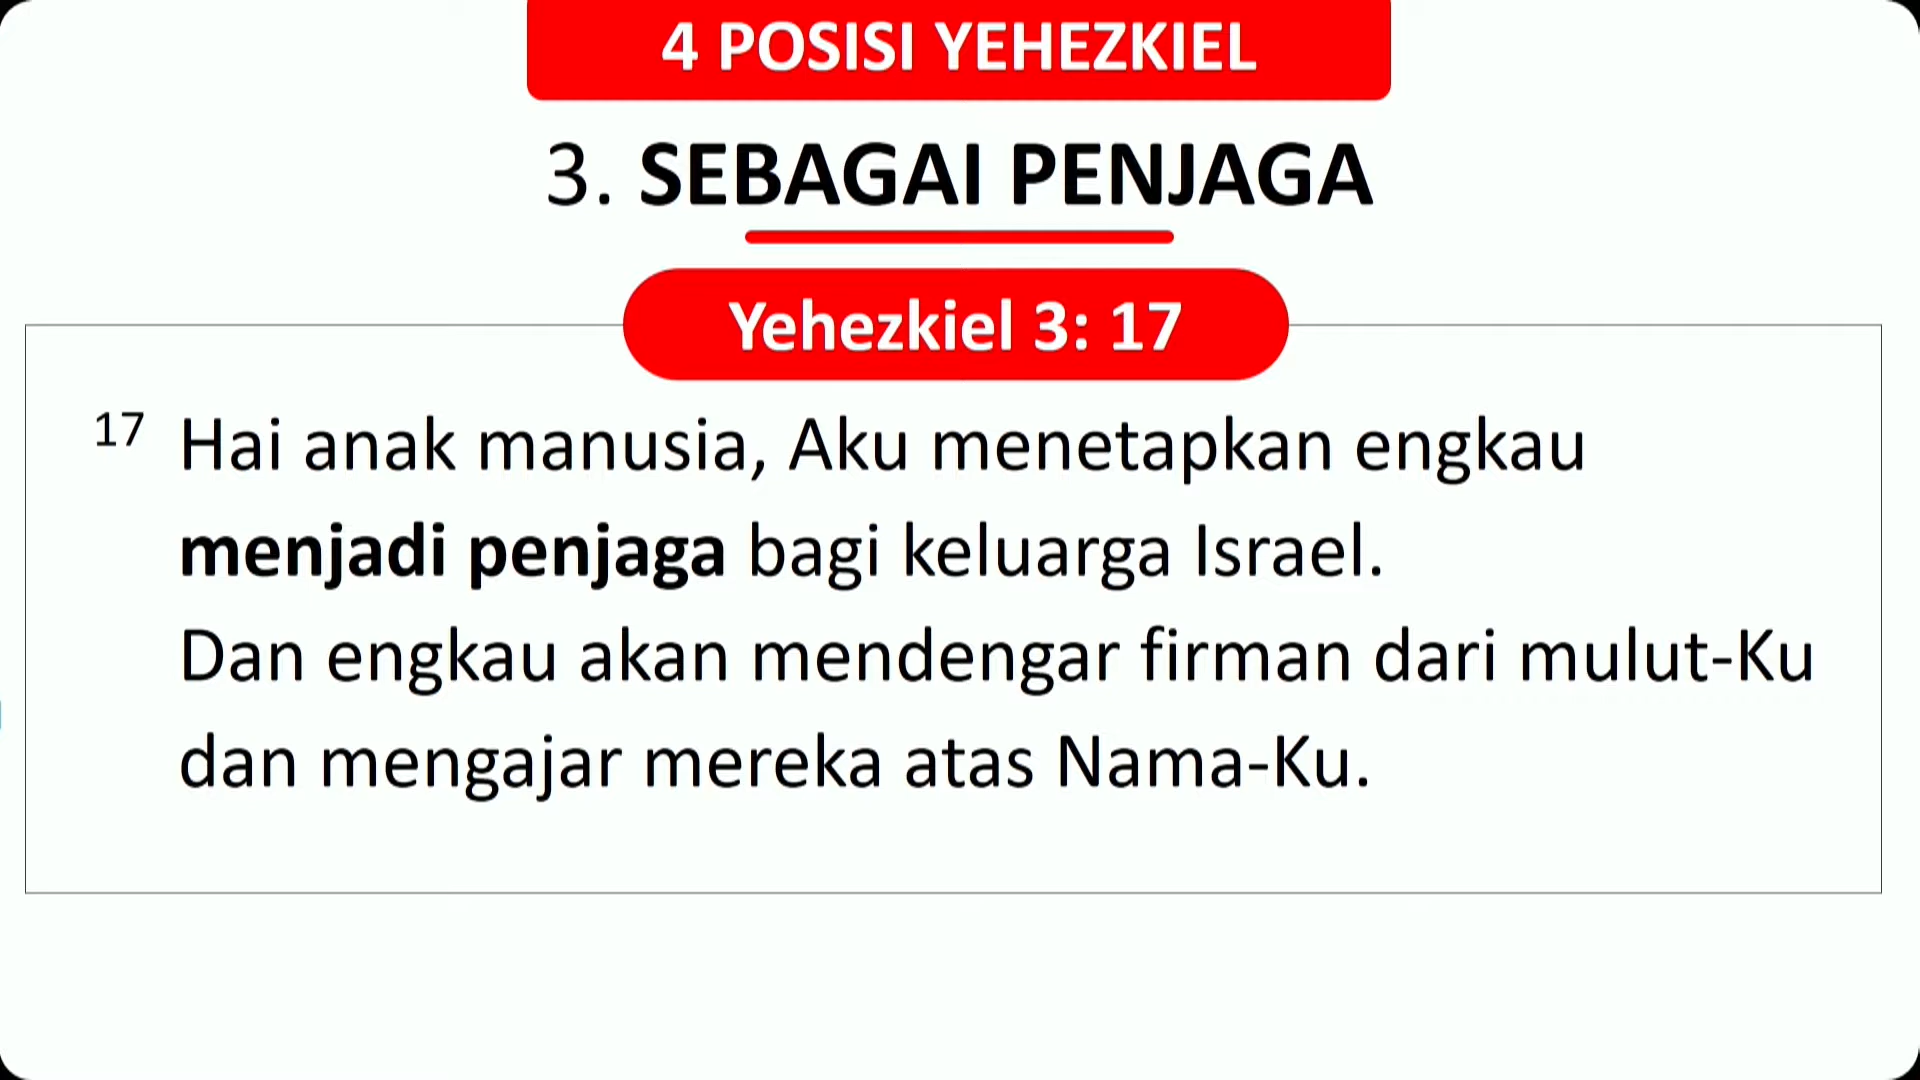 4 POSISI YEHEZKIEL
3. SEBAGAI PENJAGA
Yehezkiel 3: 17
17 Hai anak manusia, Aku menetapkan engkau
menjadi penjaga bagi keluarga Israel.
Dan engkau akan mendengar firman dari mulut-Ku
dan mengajar mereka atas Nama-Ku.